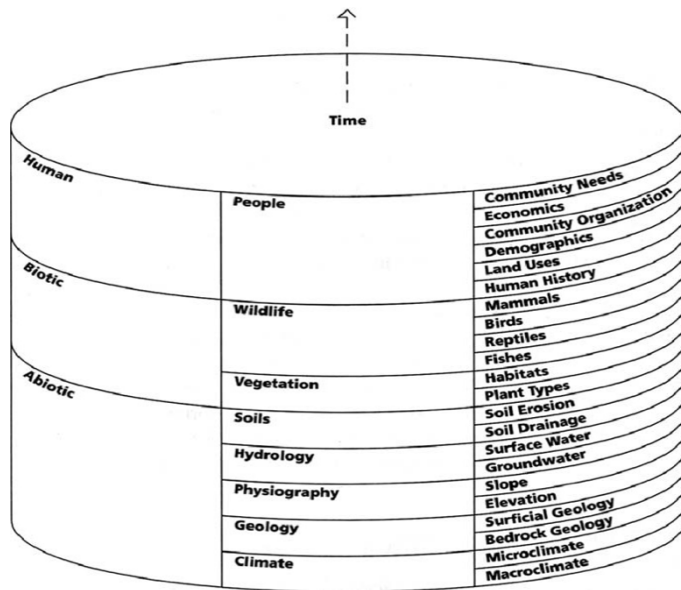 Time
Human
Biotic
Abiotic
People
Wildlife
Vegetation
Soils
Hydrology
Physiography
Geology
Climate
Community Needs
Economics
Community Organization
Demographics
Land Uses
Human History
Mammals
Birds
Reptiles
Fishes
Habitats
Plant Types
Soil Erosion
Soil Drainage
Surface Water
Groundwater
Slope
Elevation
Surficial Geology
Bedrock Geology
Microclimate
Macroclimate